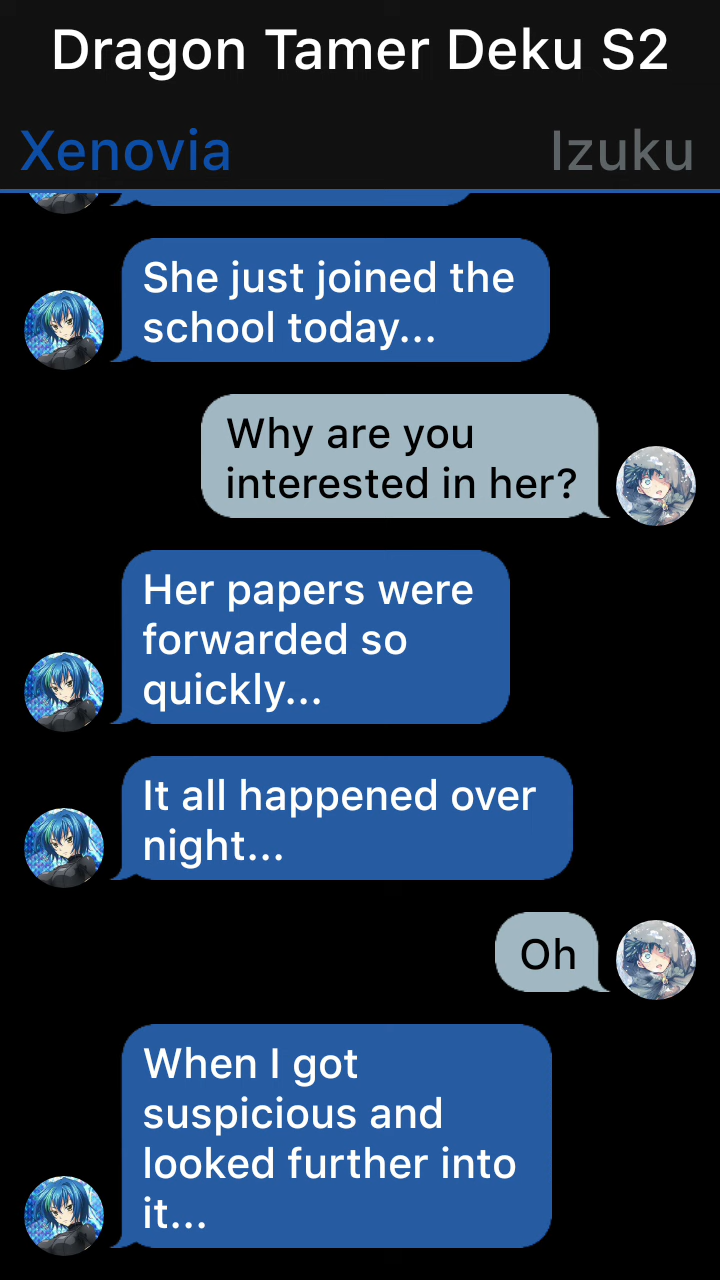 Dragon Tamer Deku S2
Xenovia
Izuku
She just joined the
school today...
Why are you
interested in her?
Her papers were
forwarded so
quickly...
It all happened over
night...
Oh
When I got
suspicious and
looked further into
it...